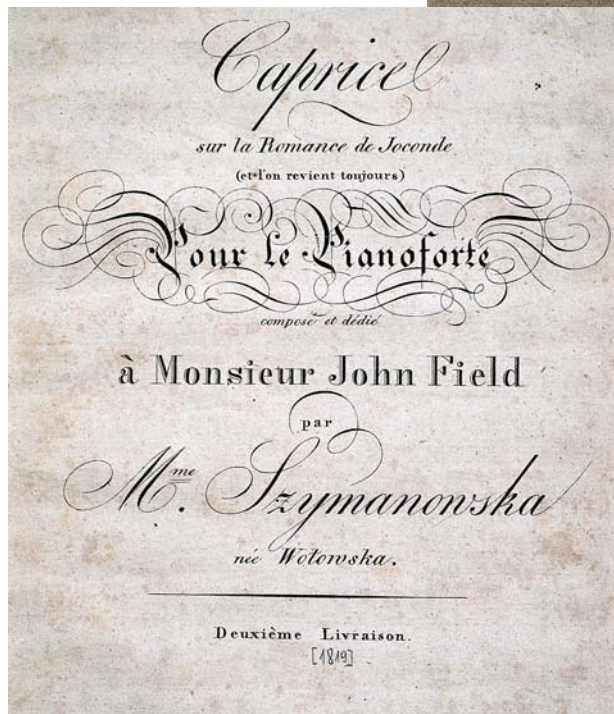 Caprice
sur la Romance de Joconde
(et l'on revient toujours)
Pour le Pianoforte
composé et dédié
à Monsieur John Field
par
Mme. Szymanowska
née Wołowska.
Deuxième Livraison.
[1819]